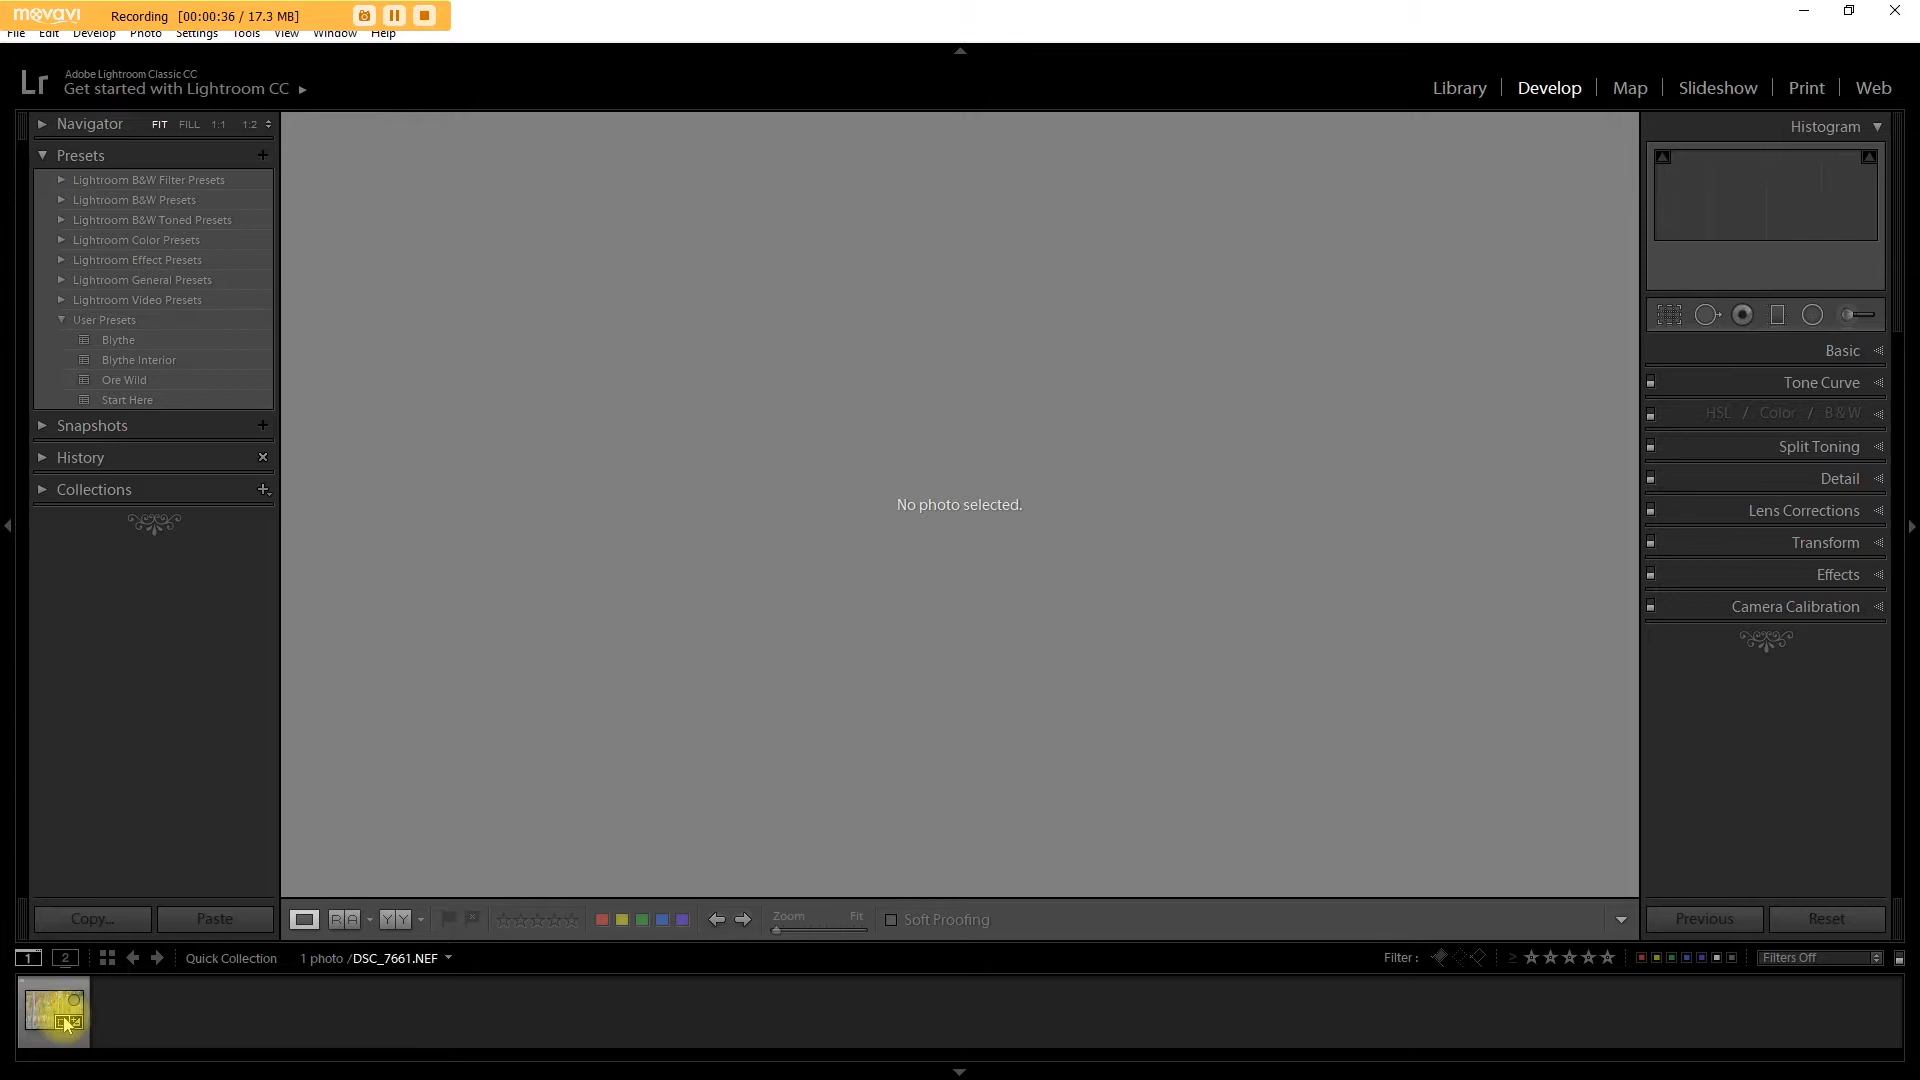 movavi Recording [00:00:36 / 17.3 MB]
File Edit Develop Photo Settings Tools View Window Help
Lr
Adobe Lightroom Classic CC
Get started with Lightroom CC
Library Develop Map Slideshow Print Web
Navigator FIT FILL 1:1 1:2
Presets
Lightroom B&W Filter Presets
Lightroom B&W Presets
Lightroom B&W Toned Presets
Lightroom Color Presets
Lightroom Effect Presets
Lightroom General Presets
Lightroom Video Presets
User Presets
Blythe
Blythe Interior
Ore Wild
Start Here
Snapshots
History
Collections
No photo selected.
Histogram
Basic
Tone Curve
HSL / Color / B&W
Split Toning
Detail
Lens Corrections
Transform
Effects
Camera Calibration
Copy... Paste
R A Y Y Zoom Fit Soft Proofing
Previous Reset
1 2 Quick Collection 1 photo /DSC_7661.NEF
Filter : ≥ Filters Off